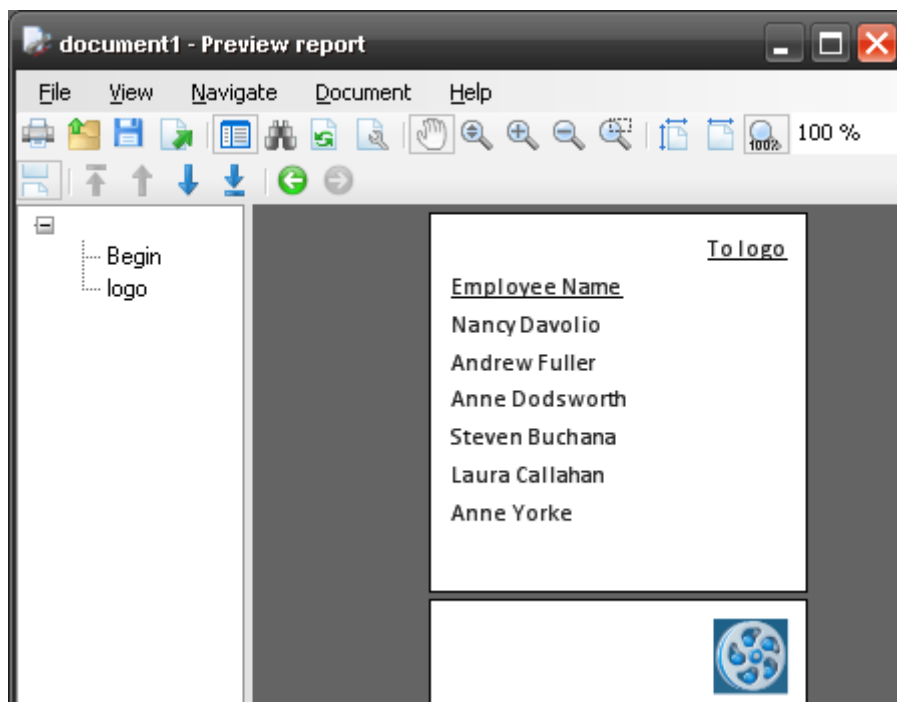 document1 - Preview report
File View Navigate Document Help
100% 100 %
Begin
logo
To logo
Employee Name
Nancy Davolio
Andrew Fuller
Anne Dodsworth
Steven Buchana
Laura Callahan
Anne Yorke